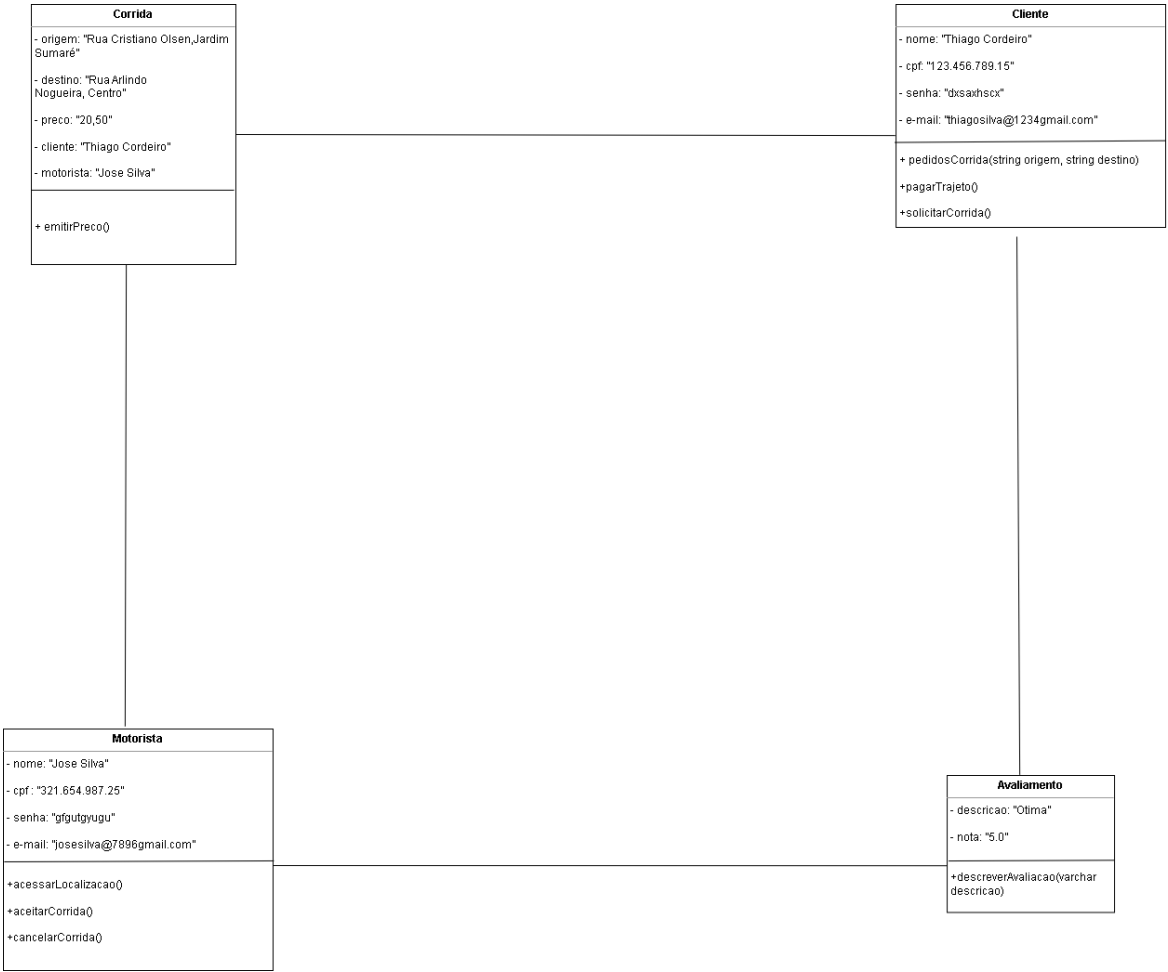 Corrida
- origem: "Rua Cristiano Olsen,Jardim
Sumaré"
- destino: "Rua Arlindo
Nogueira, Centro"
- preco: "20,50"
- cliente: "Thiago Cordeiro"
- motorista: "Jose Silva"
+ emitirPreco()
Cliente
- nome: "Thiago Cordeiro"
- cpf: "123.456.789.15"
- senha: "dxsaxhscx"
- e-mail: "thiagosilva@1234gmail.com"
+ pedidosCorrida(string origem, string destino)
+pagarTrajeto()
+solicitarCorrida()
Motorista
- nome: "Jose Silva"
- cpf : "321.654.987.25"
- senha: "gfgutgyugu"
- e-mail: "josesilva@7896gmail.com"
+acessarLocalizacao()
+aceitarCorrida()
+cancelarCorrida()
Avaliamento
- descricao: "Otima"
- nota: "5.0"
+descreverAvaliacao(varchar
descricao)